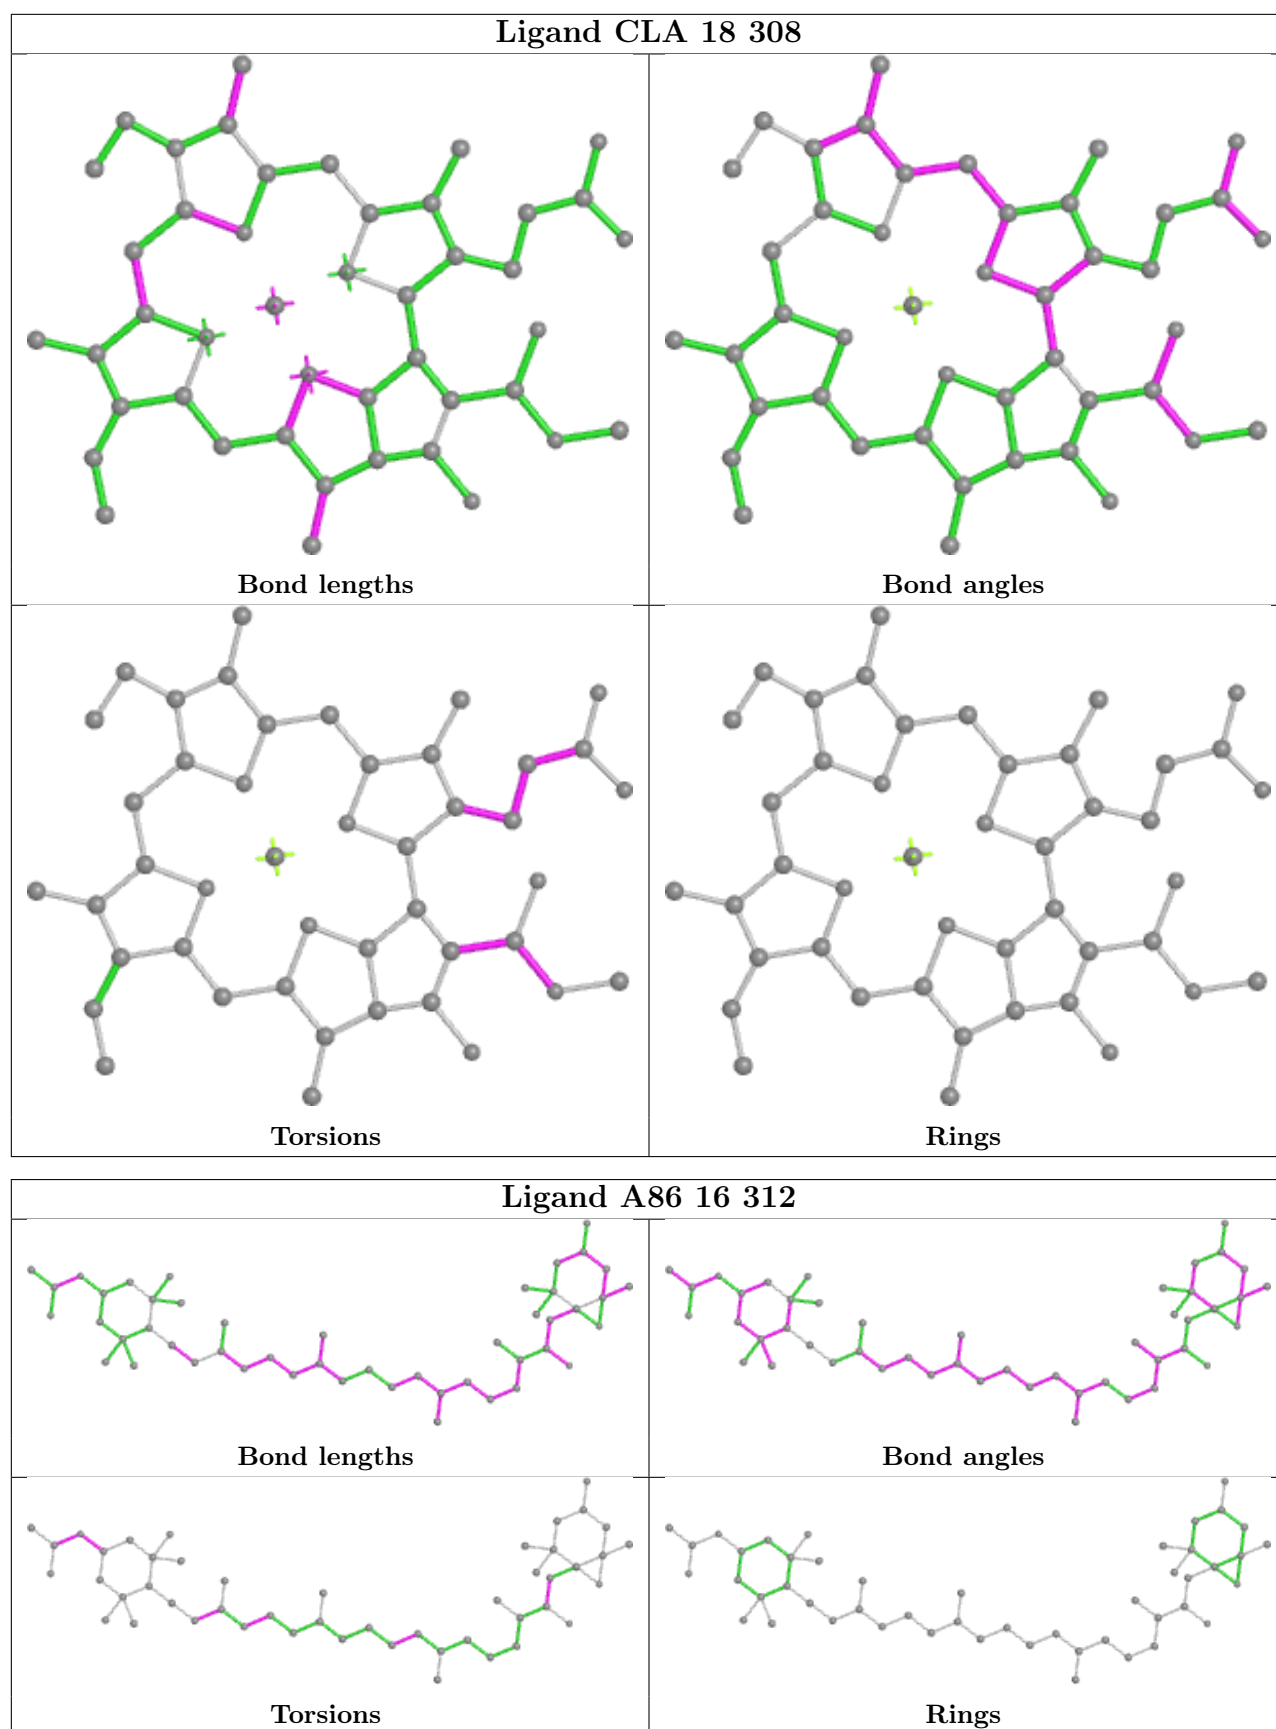 Ligand CLA 18 308
Bond lengths
Bond angles
Torsions
Rings
Ligand A86 16 312
Bond lengths
Bond angles
Torsions
Rings